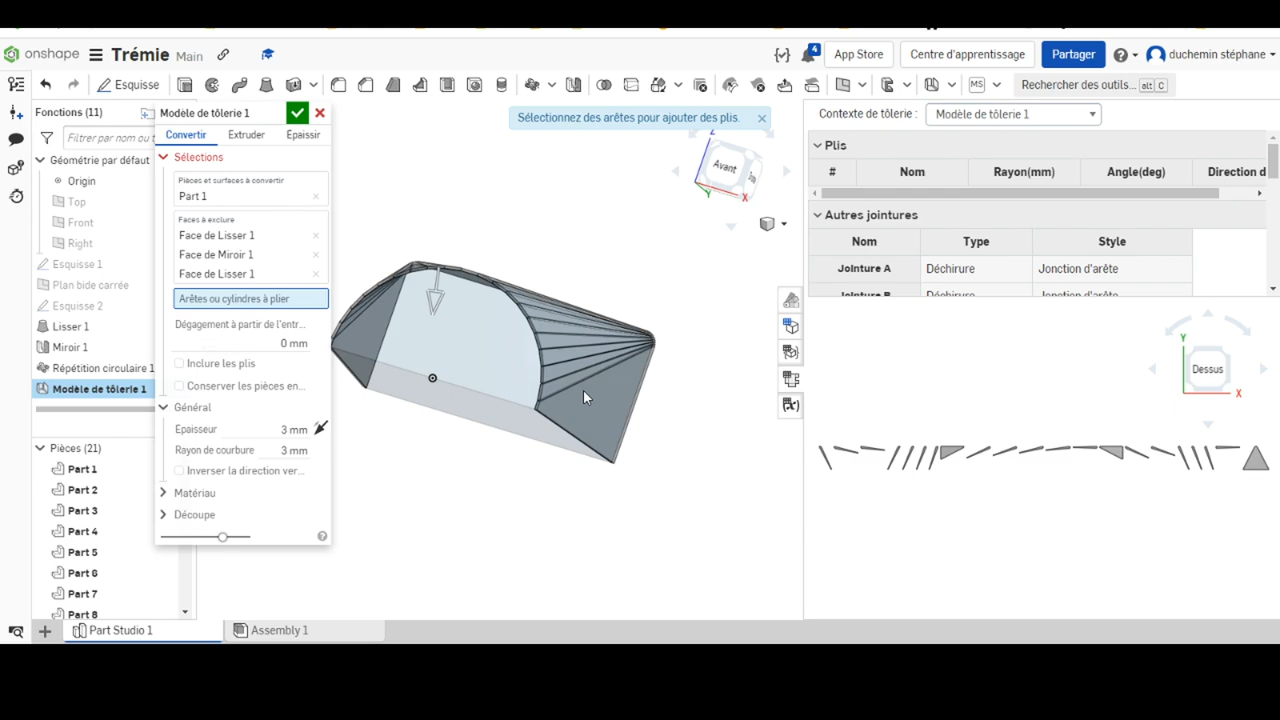 onshape Trémie Main
4 App Store Centre d'apprentissage Partager duchemin stéphane
Esquisse MS Rechercher des outils... alt C
Fonctions (11)
Filtrer par nom ou t
Géométrie par défaut
Origin
Top
Front
Right
Esquisse 1
Plan bide carrée
Esquisse 2
Lisser 1
Miroir 1
Répétition circulaire 1
Modèle de tôlerie 1
Pièces (21)
Part 1
Part 2
Part 3
Part 4
Part 5
Part 6
Part 7
Part 8
Modèle de tôlerie 1
Convertir Extruder Épaissir
Sélections
Pièces et surfaces à convertir
Part 1
Faces à exclure
Face de Lisser 1
Face de Miroir 1
Face de Lisser 1
Arêtes ou cylindres à plier
Dégagement à partir de l'entr...
0 mm
Inclure les plis
Conserver les pièces en...
Général
Épaisseur 3 mm
Rayon de courbure 3 mm
Inverser la direction ver...
Matériau
Découpe
Sélectionnez des arêtes pour ajouter des plis.
Z
Avant
Y X
Contexte de tôlerie : Modèle de tôlerie 1
Plis
# Nom Rayon(mm) Angle(deg) Direction d
Autres jointures
Nom Type Style
Jointure A Déchirure Jonction d'arête
Jointure B Déchirure Jonction d'arête
Y
Dessus
X
Part Studio 1 Assembly 1